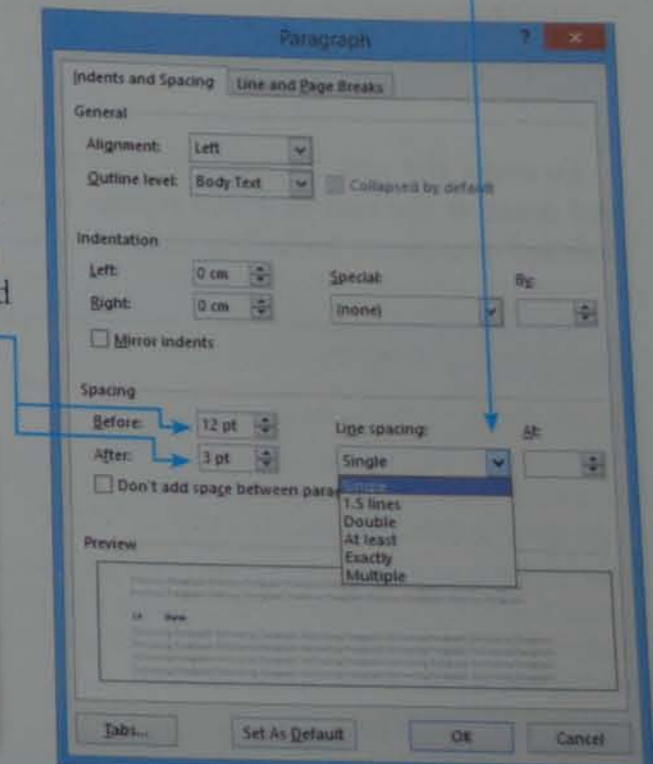 Paragraph ? ×
Indents and Spacing Line and Page Breaks
General
Alignment: Left
Outline level: Body Text Collapsed by default
Indentation
Left: 0 cm Special: By:
Right: 0 cm (none)
Mirror indents
Spacing
Before: 12 pt Line spacing: At:
After: 3 pt Single
Don't add space between para
Single
1.5 lines
Double
At least
Exactly
Multiple
Preview
Tabs... Set As Default OK Cancel